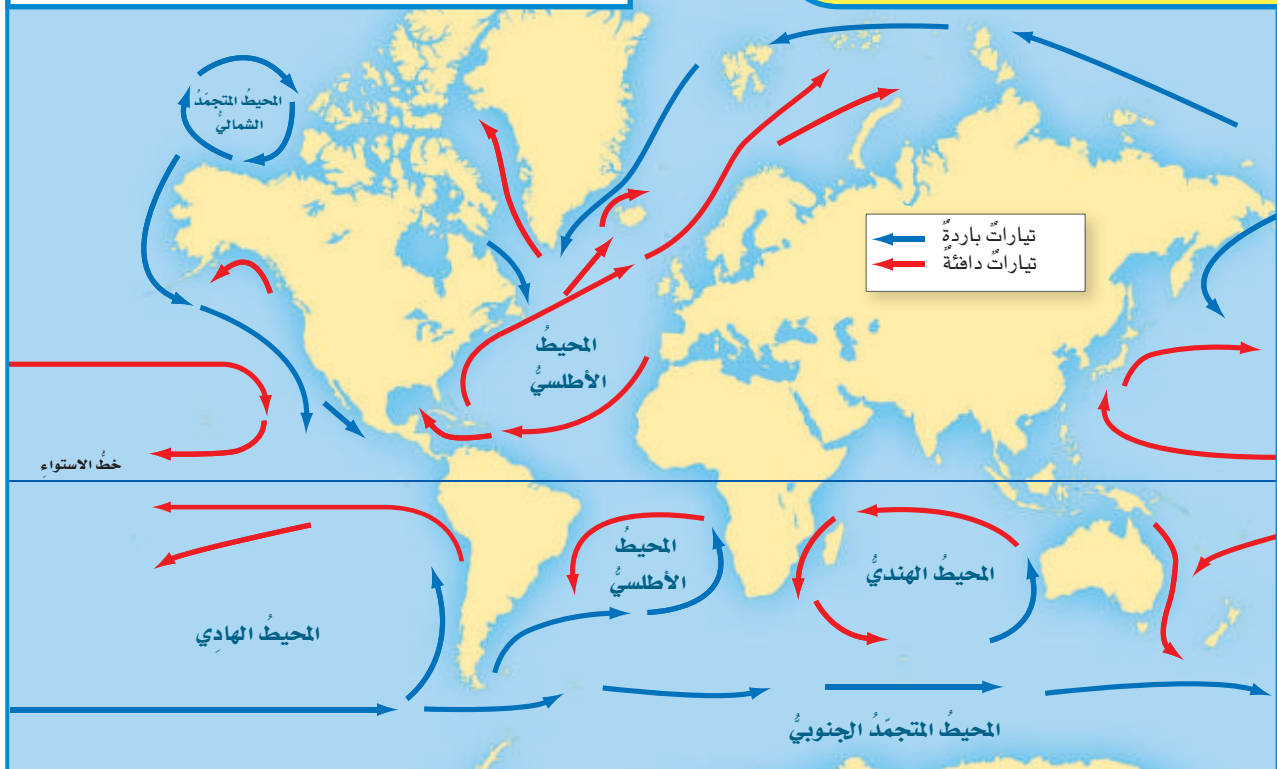 المحيطُ المتجمّدُ
الشماليُّ
تياراتٌ باردةٌ
تياراتٌ دافئةٌ
المحيطُ
الأطلسيُّ
خطُّ الاستواءِ
المحيطُ
الأطلسيُّ
المحيطُ الهنديُّ
المحيطُ الهادِي
المحيطُ المتجمّدُ الجنوبيُّ